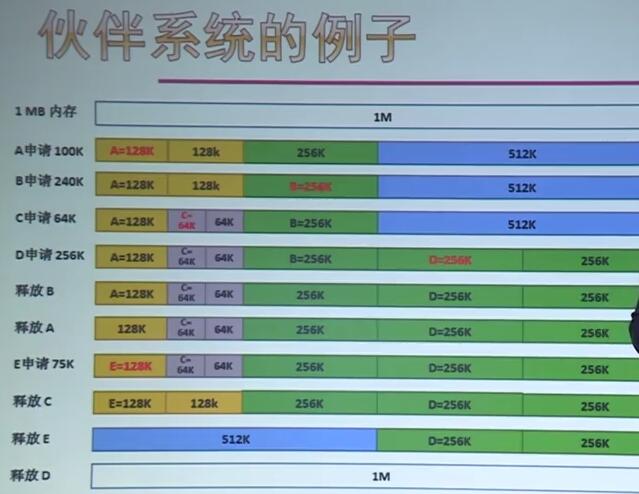 伙伴系统的例子
1 MB 内存 1M
A申请 100K A=128K 128k 256K 512K
B申请 240K A=128K 128k B=256K 512K
C申请 64K A=128K C=64K 64K B=256K 512K
D申请 256K A=128K C=64K 64K B=256K D=256K 256K
释放 B A=128K C=64K 64K 256K D=256K 256K
释放 A 128K C=64K 64K 256K D=256K 256K
E申请 75K E=128K C=64K 64K 256K D=256K 256K
释放 C E=128K 128k 256K D=256K 256K
释放 E 512K D=256K 256K
释放 D 1M